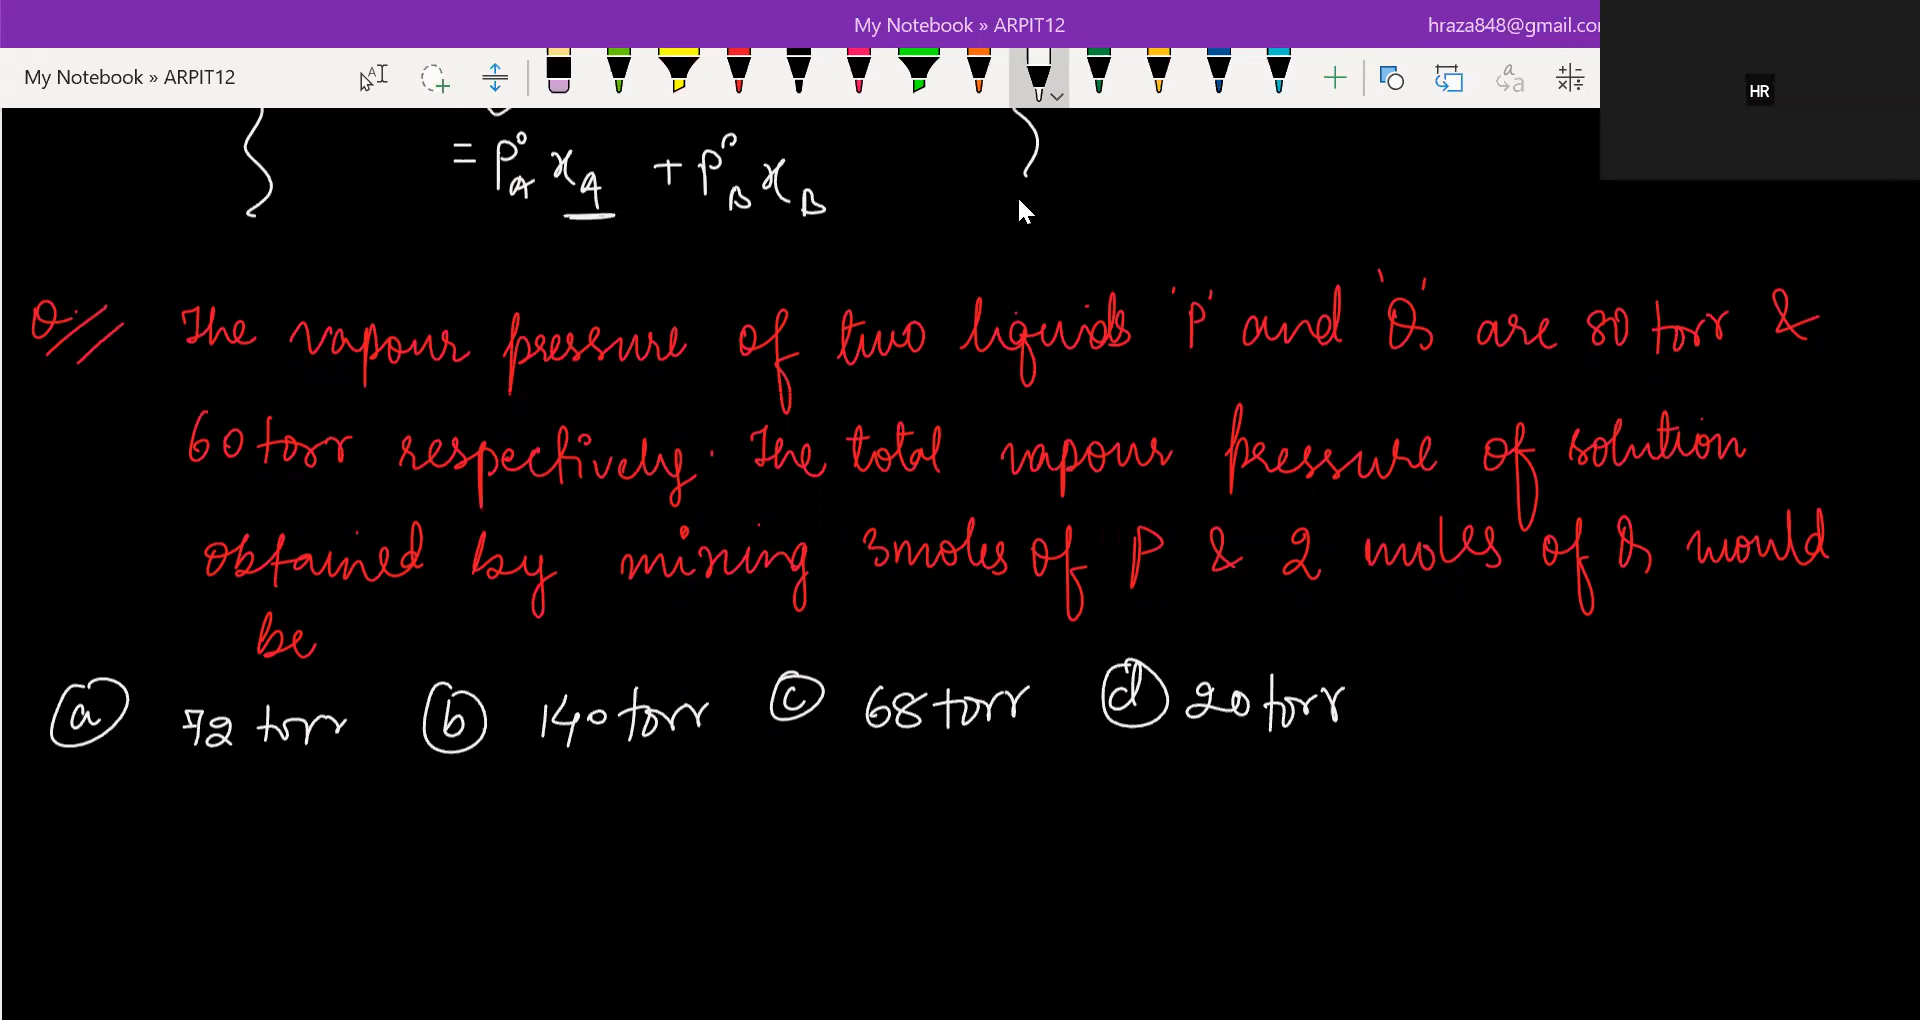 My Notebook » ARPIT12
hraza848@gmail.co
My Notebook » ARPIT12
HR
= P°A xA + P°B xB
Q. The vapour pressure of two liquids 'P' and 'Q' are 80 torr &
60 torr respectively. The total vapour pressure of solution
obtained by mixing 3 moles of P & 2 moles of Q would
be
(a) 72 torr (b) 140 torr (c) 68 torr (d) 20 torr